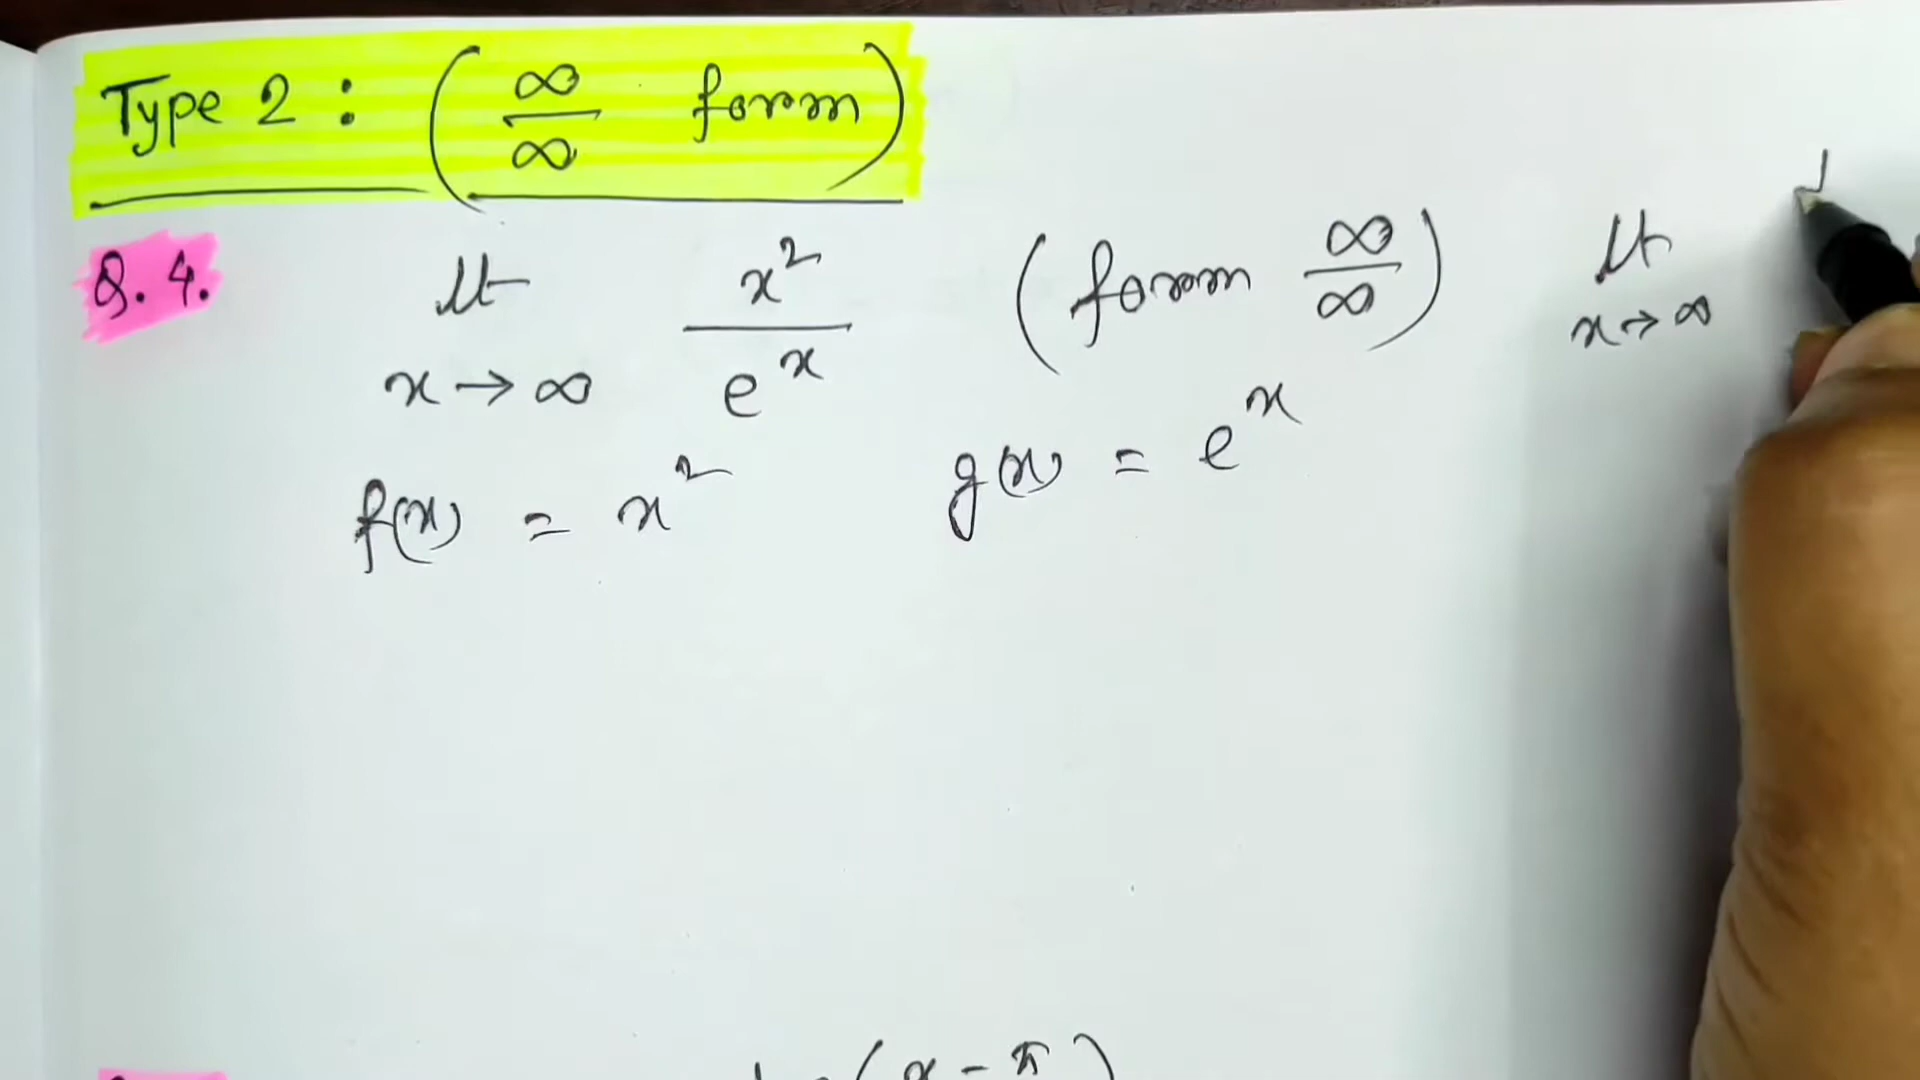 Type 2 : ( ∞/∞ form )
Q. 4. lt x→∞ x²/eˣ ( form ∞/∞ ) lt x→∞
f(x) = x² g(x) = eˣ